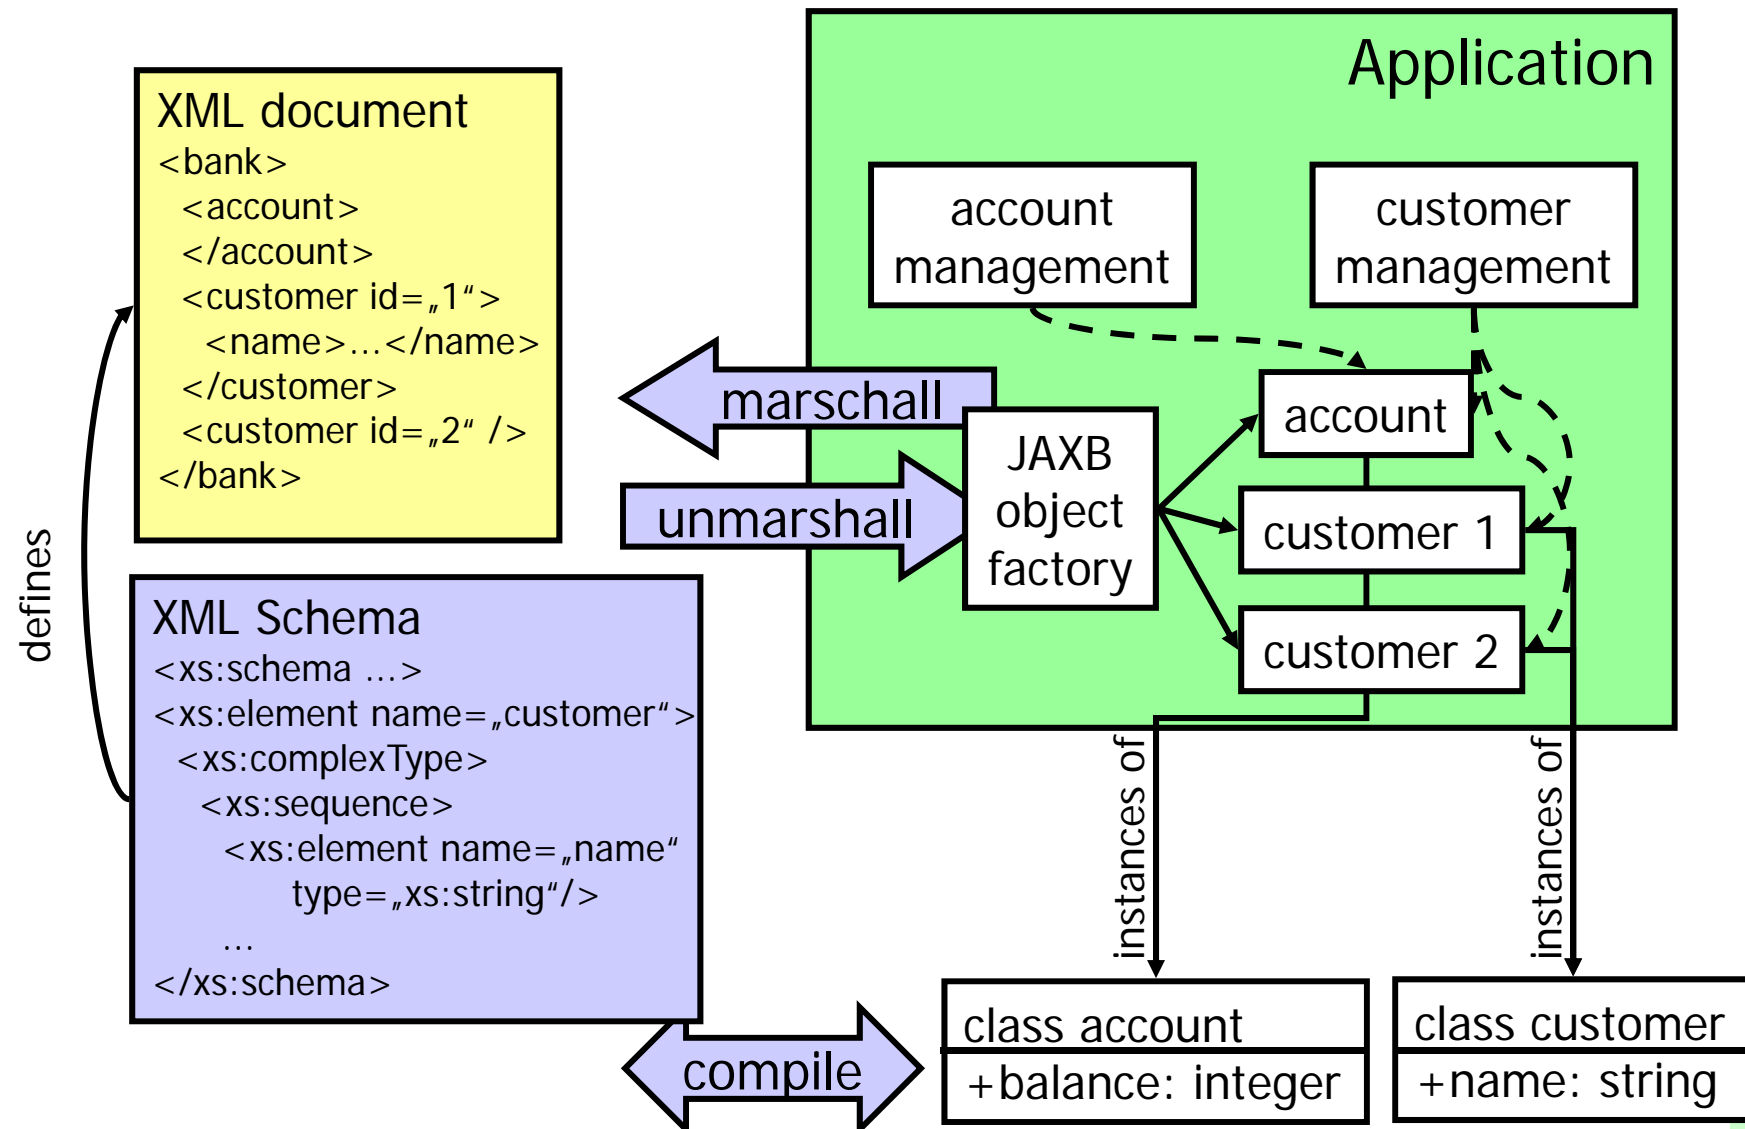 Application
XML document
<bank>
<account>
</account>
<customer id=„1“>
<name>...</name>
</customer>
<customer id=„2“ />
</bank>
account
management
customer
management
marschall
unmarshall
JAXB
object
factory
account
customer 1
customer 2
defines
XML Schema
<xs:schema ...>
<xs:element name=„customer“>
<xs:complexType>
<xs:sequence>
<xs:element name=„name“
type=„xs:string“/>
...
</xs:schema>
instances of
instances of
compile
class account
+balance: integer
class customer
+name: string